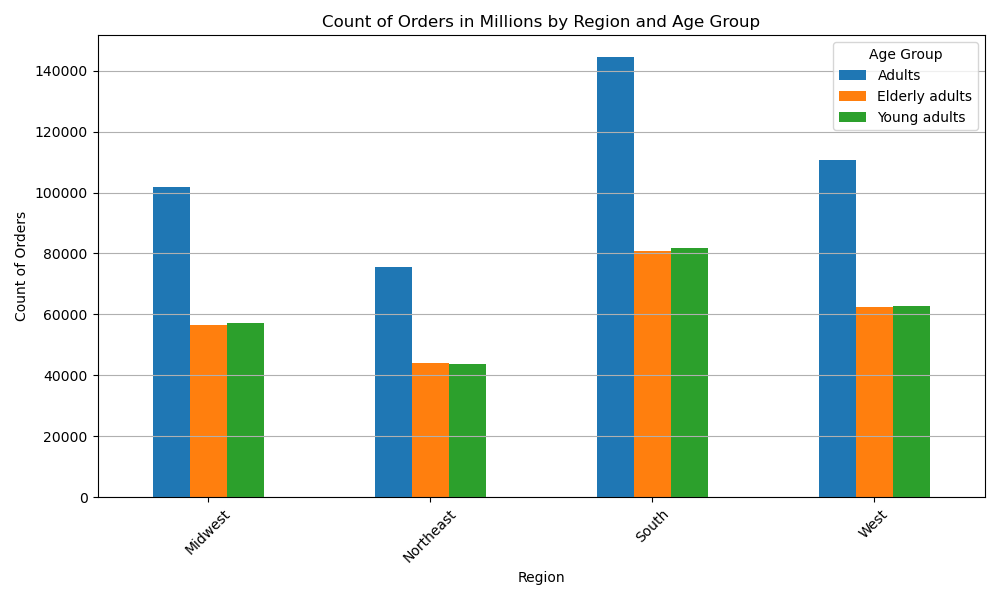 Count of Orders in Millions by Region and Age Group
Age Group
Adults
Elderly adults
Young adults
140000
120000
100000
80000
60000
40000
20000
0
Count of Orders
Midwest
Northeast
South
West
Region